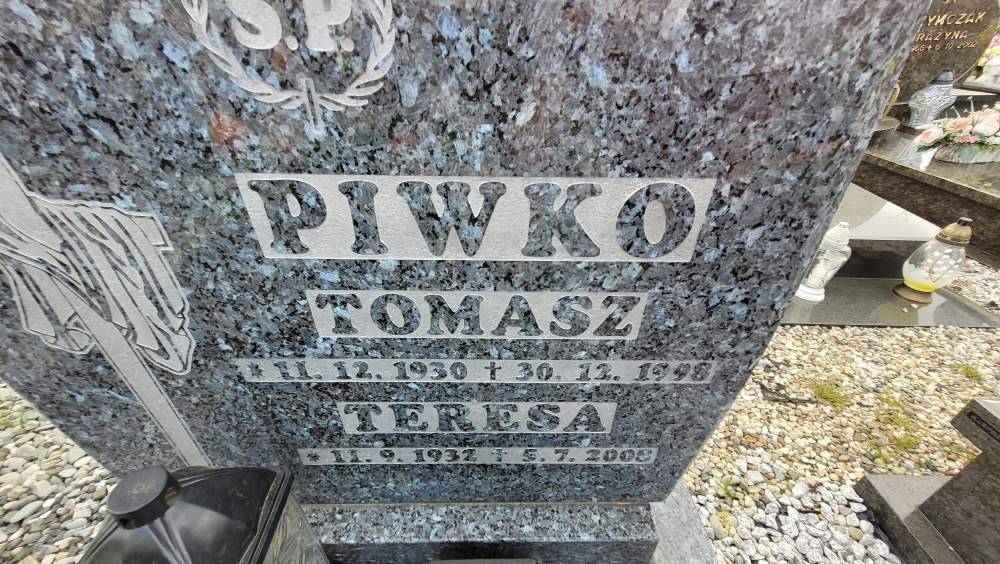 S.P.
PIWKO
TOMASZ
* 11. 12. 1930 + 30. 12. 1998
TERESA
* 11. 9. 1932 + 5. 7. 2008